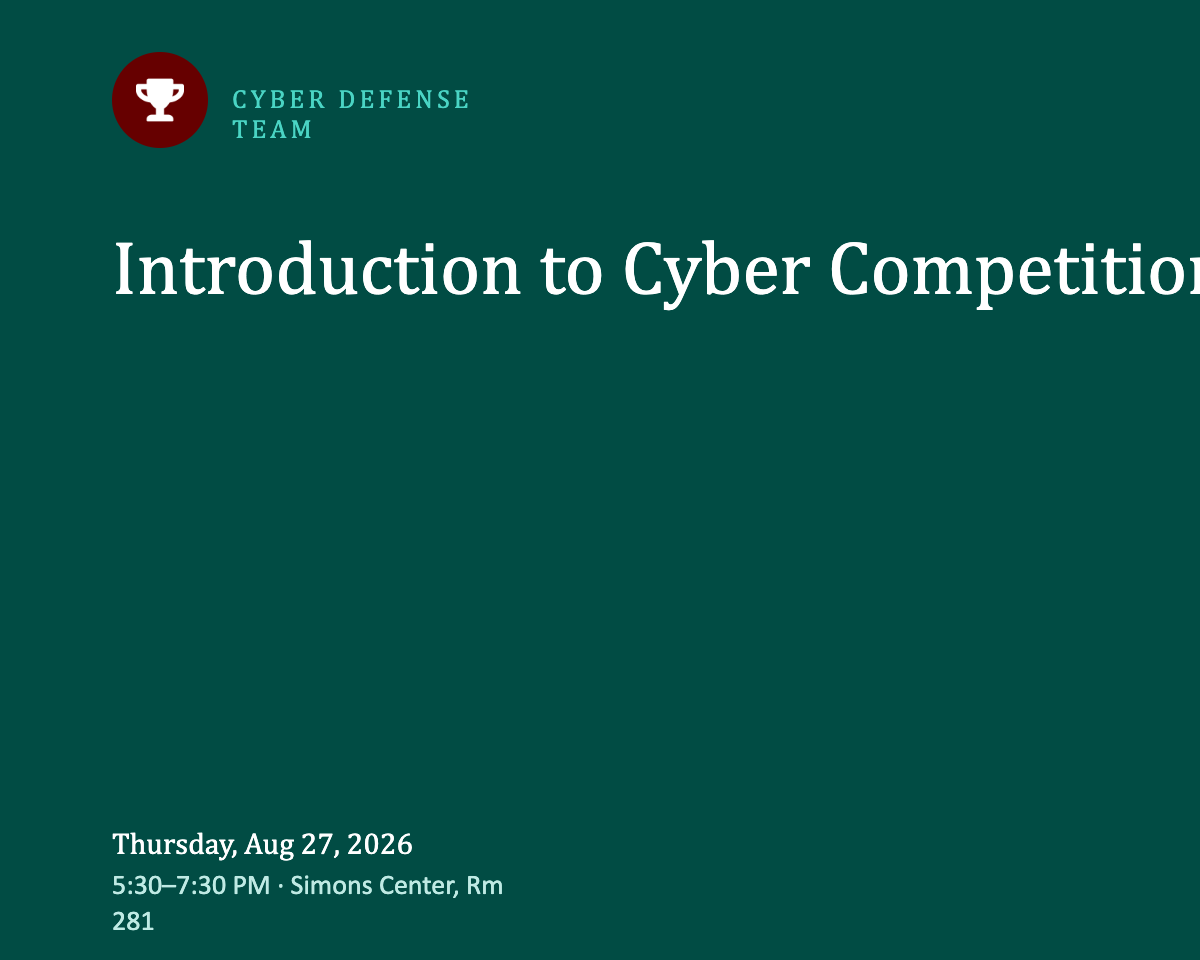 CYBER DEFENSE
TEAM
Introduction to Cyber Competition
Thursday, Aug 27, 2026
5:30–7:30 PM · Simons Center, Rm
281